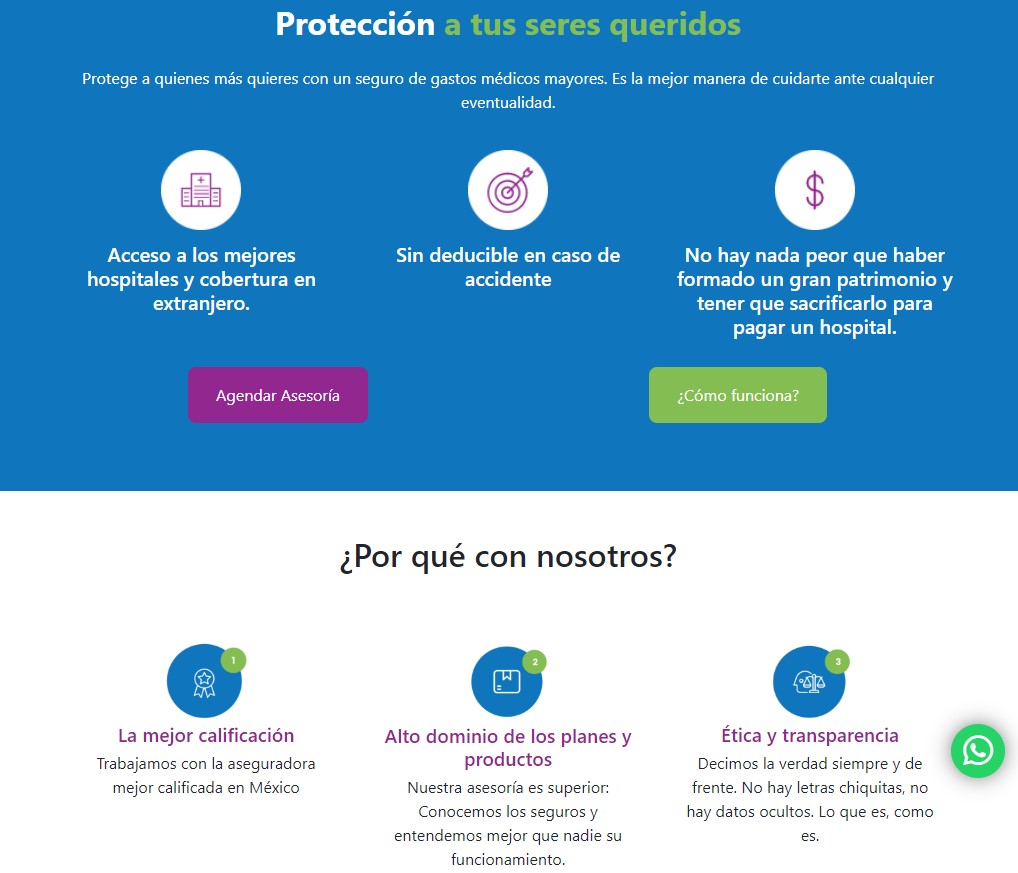 Protección a tus seres queridos
Protege a quienes más quieres con un seguro de gastos médicos mayores. Es la mejor manera de cuidarte ante cualquier
eventualidad.
Acceso a los mejores
hospitales y cobertura en
extranjero.
Sin deducible en caso de
accidente
$
No hay nada peor que haber
formado un gran patrimonio y
tener que sacrificarlo para
pagar un hospital.
Agendar Asesoría
¿Cómo funciona?
¿Por qué con nosotros?
1
La mejor calificación
Trabajamos con la aseguradora
mejor calificada en México
2
Alto dominio de los planes y
productos
Nuestra asesoría es superior:
Conocemos los seguros y
entendemos mejor que nadie su
funcionamiento.
3
Ética y transparencia
Decimos la verdad siempre y de
frente. No hay letras chiquitas, no
hay datos ocultos. Lo que es, como
es.